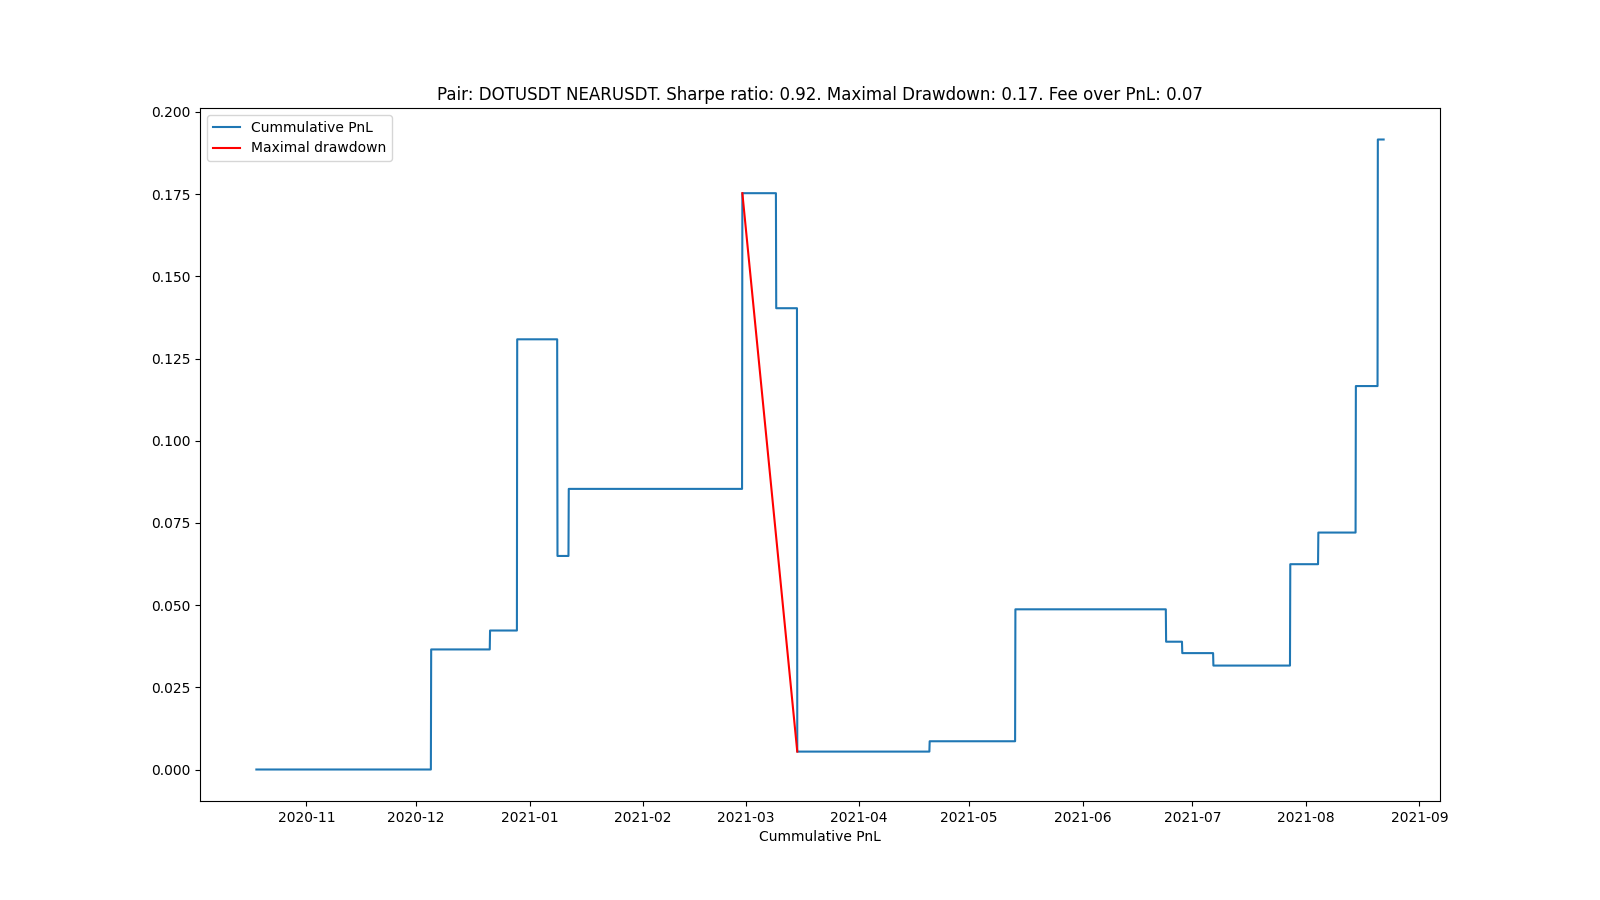 Pair: DOTUSDT NEARUSDT. Sharpe ratio: 0.92. Maximal Drawdown: 0.17. Fee over PnL: 0.07
Cummulative PnL
Maximal drawdown
0.200
0.175
0.150
0.125
0.100
0.075
0.050
0.025
0.000
2020-11 2020-12 2021-01 2021-02 2021-03 2021-04 2021-05 2021-06 2021-07 2021-08 2021-09
Cummulative PnL